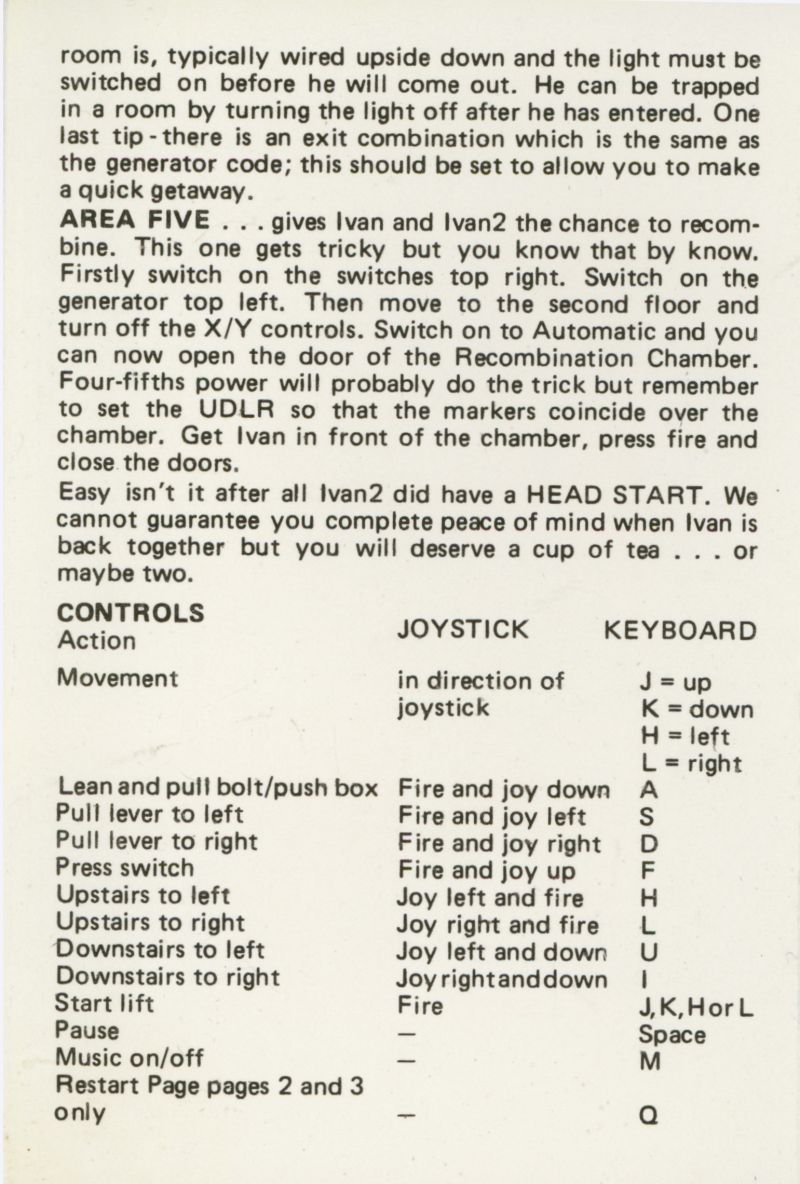 room is, typically wired upside down and the light must be
switched on before he will come out. He can be trapped
in a room by turning the light off after he has entered. One
last tip - there is an exit combination which is the same as
the generator code; this should be set to allow you to make
a quick getaway.
AREA FIVE . . . gives Ivan and Ivan2 the chance to recom-
bine. This one gets tricky but you know that by know.
Firstly switch on the switches top right. Switch on the
generator top left. Then move to the second floor and
turn off the X/Y controls. Switch on to Automatic and you
can now open the door of the Recombination Chamber.
Four-fifths power will probably do the trick but remember
to set the UDLR so that the markers coincide over the
chamber. Get Ivan in front of the chamber, press fire and
close the doors.
Easy isn't it after all Ivan2 did have a HEAD START. We
cannot guarantee you complete peace of mind when Ivan is
back together but you will deserve a cup of tea . . . or
maybe two.
CONTROLS
Action JOYSTICK KEYBOARD
Movement in direction of J = up
joystick K = down
H = left
L = right
Lean and pull bolt/push box Fire and joy down A
Pull lever to left Fire and joy left S
Pull lever to right Fire and joy right D
Press switch Fire and joy up F
Upstairs to left Joy left and fire H
Upstairs to right Joy right and fire L
Downstairs to left Joy left and down U
Downstairs to right Joy right and down I
Start lift Fire J, K, H or L
Pause – Space
Music on/off – M
Restart Page pages 2 and 3
only – Q